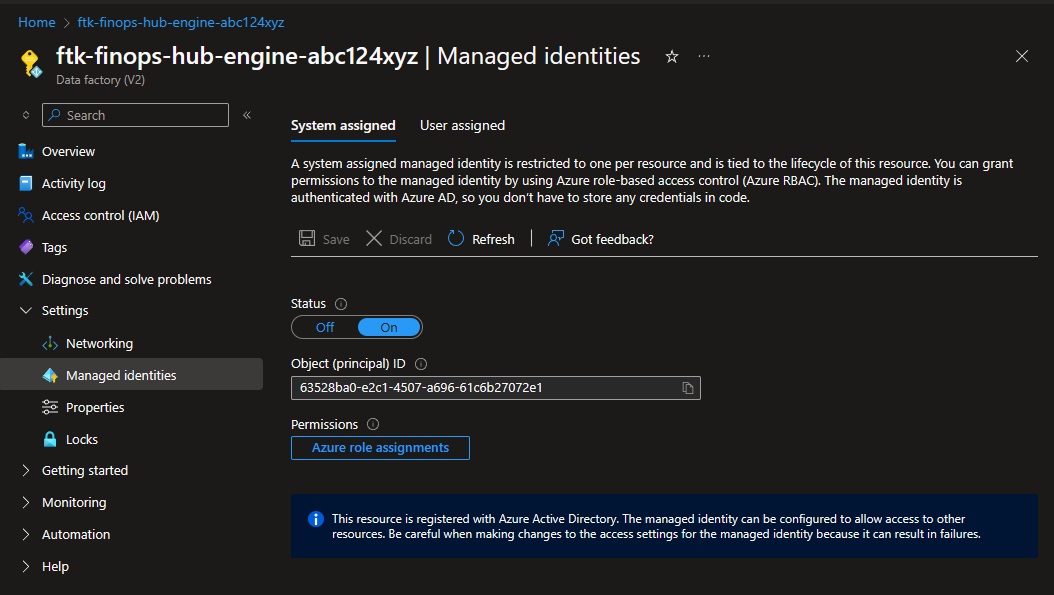 Home > ftk-finops-hub-engine-abc124xyz
ftk-finops-hub-engine-abc124xyz | Managed identities
Data factory (V2)
Search
Overview
Activity log
Access control (IAM)
Tags
Diagnose and solve problems
Settings
Networking
Managed identities
Properties
Locks
Getting started
Monitoring
Automation
Help
System assigned User assigned
A system assigned managed identity is restricted to one per resource and is tied to the lifecycle of this resource. You can grant
permissions to the managed identity by using Azure role-based access control (Azure RBAC). The managed identity is
authenticated with Azure AD, so you don't have to store any credentials in code.
Save Discard Refresh | Got feedback?
Status
Off On
Object (principal) ID
63528ba0-e2c1-4507-a696-61c6b27072e1
Permissions
Azure role assignments
This resource is registered with Azure Active Directory. The managed identity can be configured to allow access to other
resources. Be careful when making changes to the access settings for the managed identity because it can result in failures.